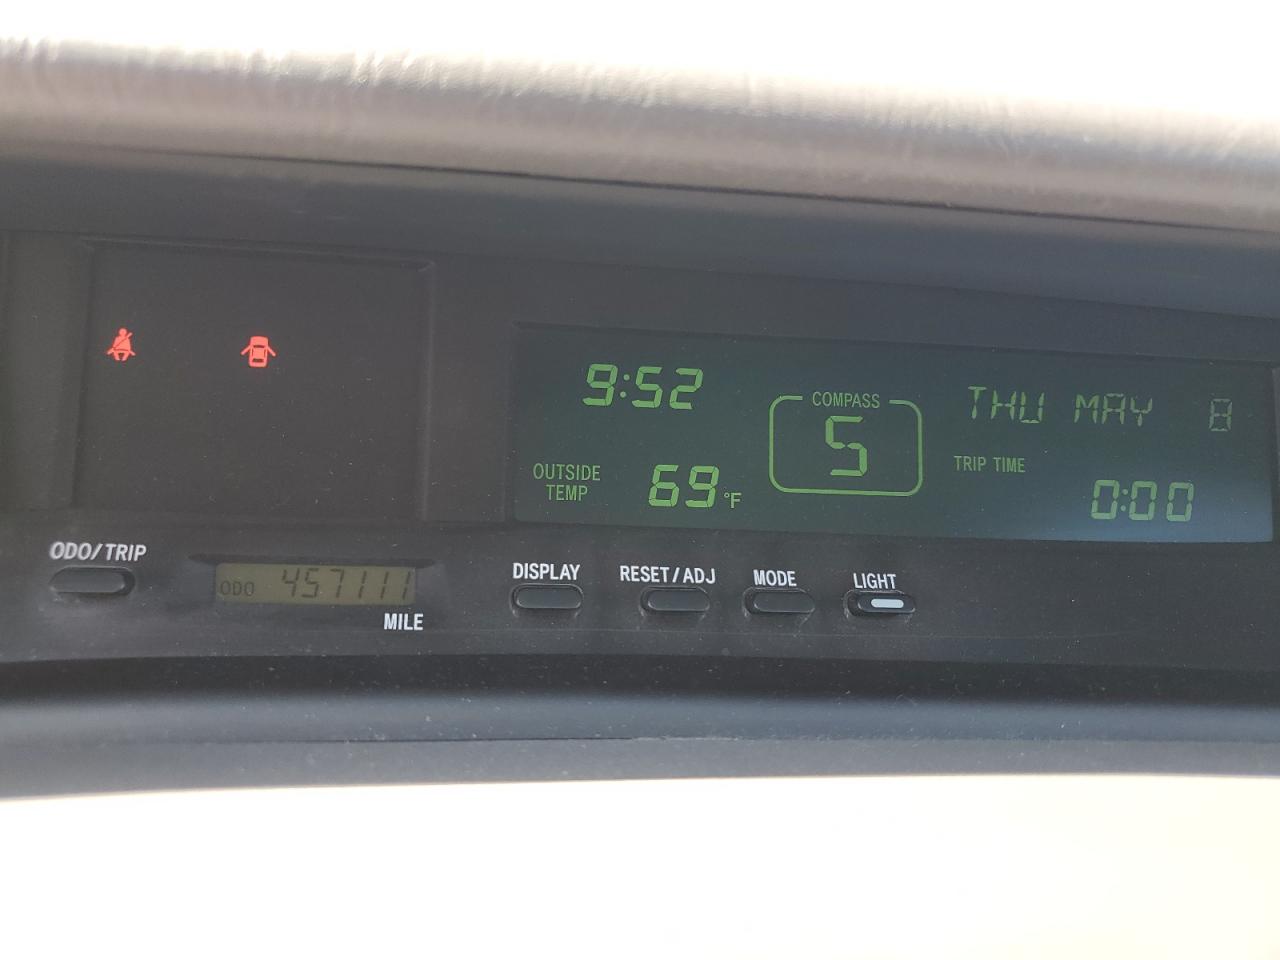 9:52
COMPASS
S
THU MAY 8
OUTSIDE
TEMP
69 °F
TRIP TIME
0:00
ODO/TRIP
ODO 457111
MILE
DISPLAY
RESET/ADJ
MODE
LIGHT